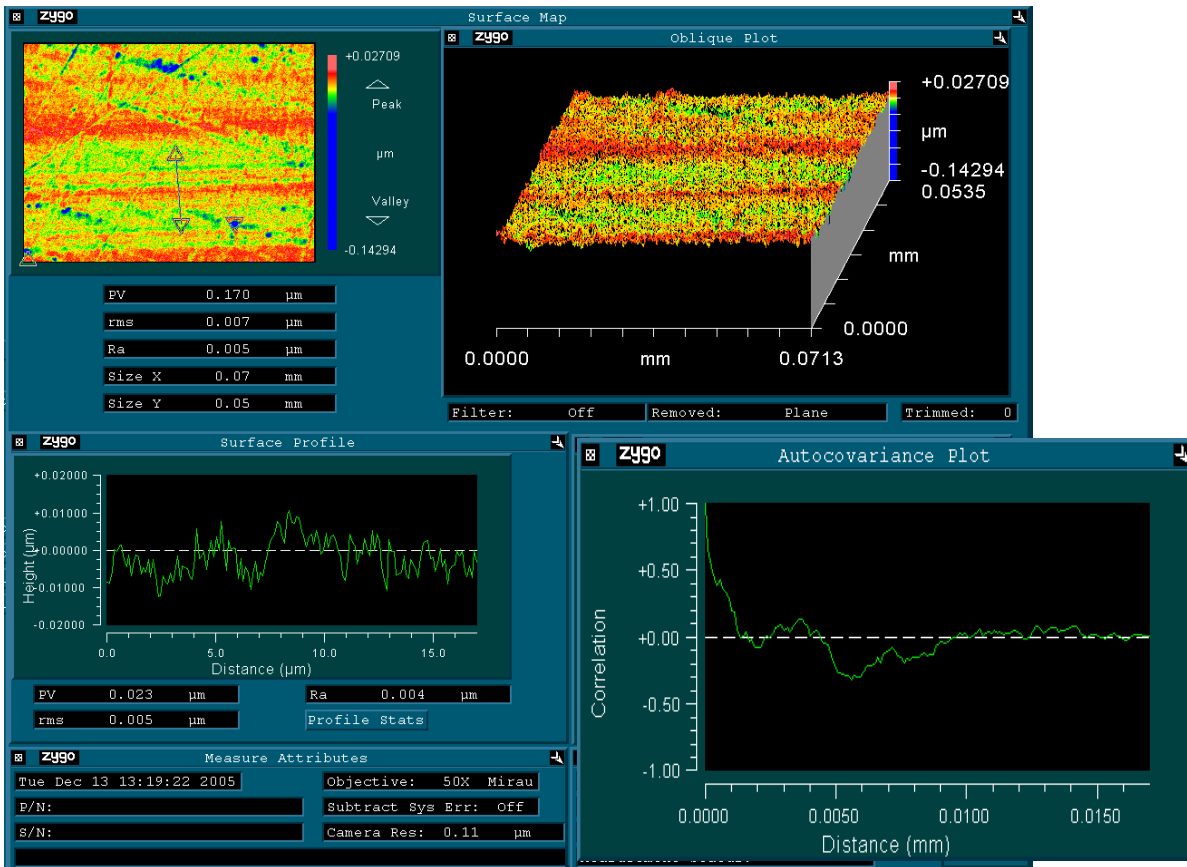 zygo Surface Map
zygo Oblique Plot
+0.02709
Peak
µm
Valley
-0.14294
+0.02709
µm
-0.14294
0.0535
mm
0.0000
0.0000 mm 0.0713
PV 0.170 µm
rms 0.007 µm
Ra 0.005 µm
Size X 0.07 mm
Size Y 0.05 mm
Filter: Off Removed: Plane Trimmed: 0
zygo Surface Profile
+0.02000
+0.01000
+0.00000
-0.01000
-0.02000
Height (µm)
0.0 5.0 10.0 15.0
Distance (µm)
PV 0.023 µm Ra 0.004 µm
rms 0.005 µm Profile Stats
zygo Autocovariance Plot
+1.00
+0.50
+0.00
-0.50
-1.00
Correlation
0.0000 0.0050 0.0100 0.0150
Distance (mm)
zygo Measure Attributes
Tue Dec 13 13:19:22 2005 Objective: 50X Mirau
P/N: Subtract Sys Err: Off
S/N: Camera Res: 0.11 µm